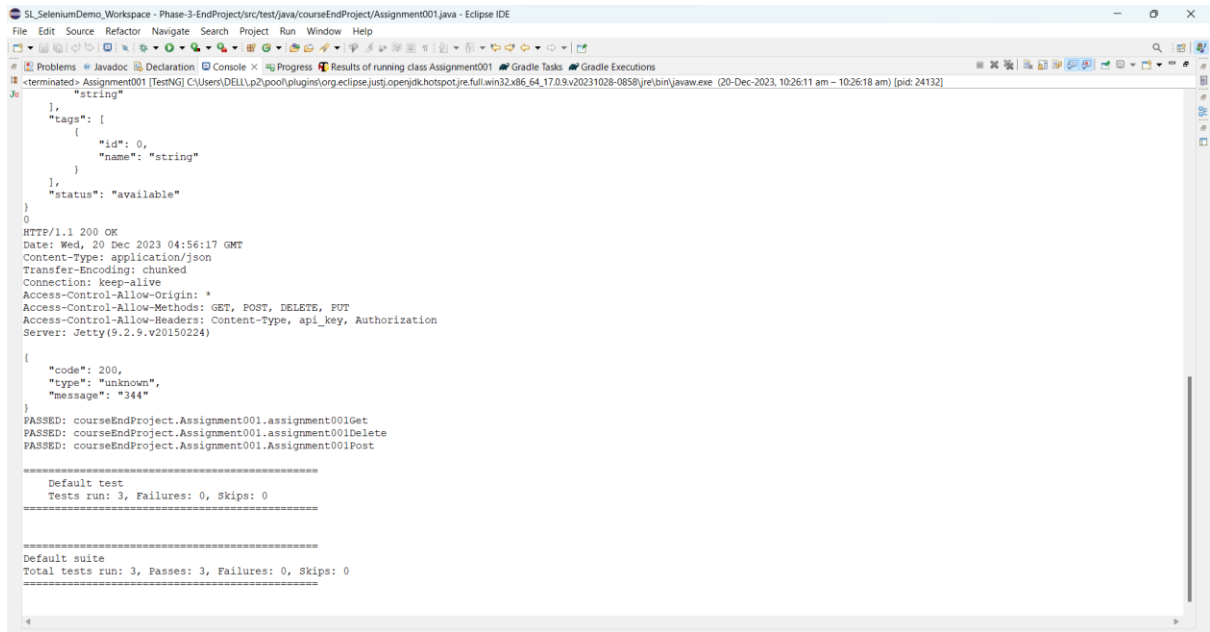 SL_SeleniumDemo_Workspace - Phase-3-EndProject/src/test/java/courseEndProject/Assignment001.java - Eclipse IDE
File Edit Source Refactor Navigate Search Project Run Window Help
Problems Javadoc Declaration Console Progress Results of running class Assignment001 Gradle Tasks Gradle Executions
<terminated> Assignment001 [TestNG] C:\Users\DELL\.p2\pool\plugins\org.eclipse.justj.openjdk.hotspot.jre.full.win32.x86_64_17.0.9.v20231028-0858\jre\bin\javaw.exe (20-Dec-2023, 10:26:11 am – 10:26:18 am) [pid: 24132]
        "string"
    ],
    "tags": [
        {
            "id": 0,
            "name": "string"
        }
    ],
    "status": "available"
}
0
HTTP/1.1 200 OK
Date: Wed, 20 Dec 2023 04:56:17 GMT
Content-Type: application/json
Transfer-Encoding: chunked
Connection: keep-alive
Access-Control-Allow-Origin: *
Access-Control-Allow-Methods: GET, POST, DELETE, PUT
Access-Control-Allow-Headers: Content-Type, api_key, Authorization
Server: Jetty(9.2.9.v20150224)
{
    "code": 200,
    "type": "unknown",
    "message": "344"
}
PASSED: courseEndProject.Assignment001.assignment001Get
PASSED: courseEndProject.Assignment001.assignment001Delete
PASSED: courseEndProject.Assignment001.Assignment001Post
===============================================
    Default test
    Tests run: 3, Failures: 0, Skips: 0
===============================================
===============================================
Default suite
Total tests run: 3, Passes: 3, Failures: 0, Skips: 0
===============================================